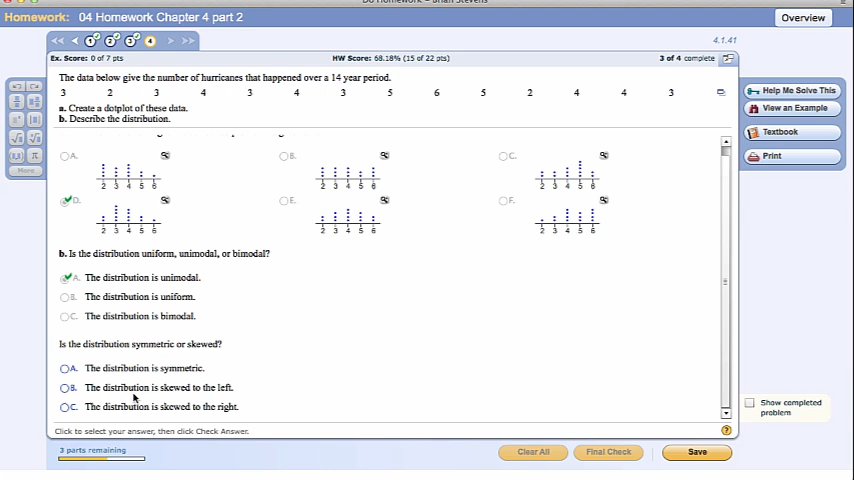 Homework: 04 Homework Chapter 4 part 2
Overview
1 2 3 4
4.1.41
Ex. Score: 0 of 7 pts
HW Score: 68.18% (15 of 22 pts)
3 of 4 complete
The data below give the number of hurricanes that happened over a 14 year period.
3 2 3 4 3 4 3 5 6 5 2 4 4 3
a. Create a dotplot of these data.
b. Describe the distribution.
A. B. C.
2 3 4 5 6 2 3 4 5 6 2 3 4 5 6
D. E. F.
2 3 4 5 6 2 3 4 5 6 2 3 4 5 6
b. Is the distribution uniform, unimodal, or bimodal?
A. The distribution is unimodal.
B. The distribution is uniform.
C. The distribution is bimodal.
Is the distribution symmetric or skewed?
A. The distribution is symmetric.
B. The distribution is skewed to the left.
C. The distribution is skewed to the right.
Click to select your answer, then click Check Answer.
?
3 parts remaining
Clear All
Final Check
Save
More
Help Me Solve This
View an Example
Textbook
Print
Show completed
problem